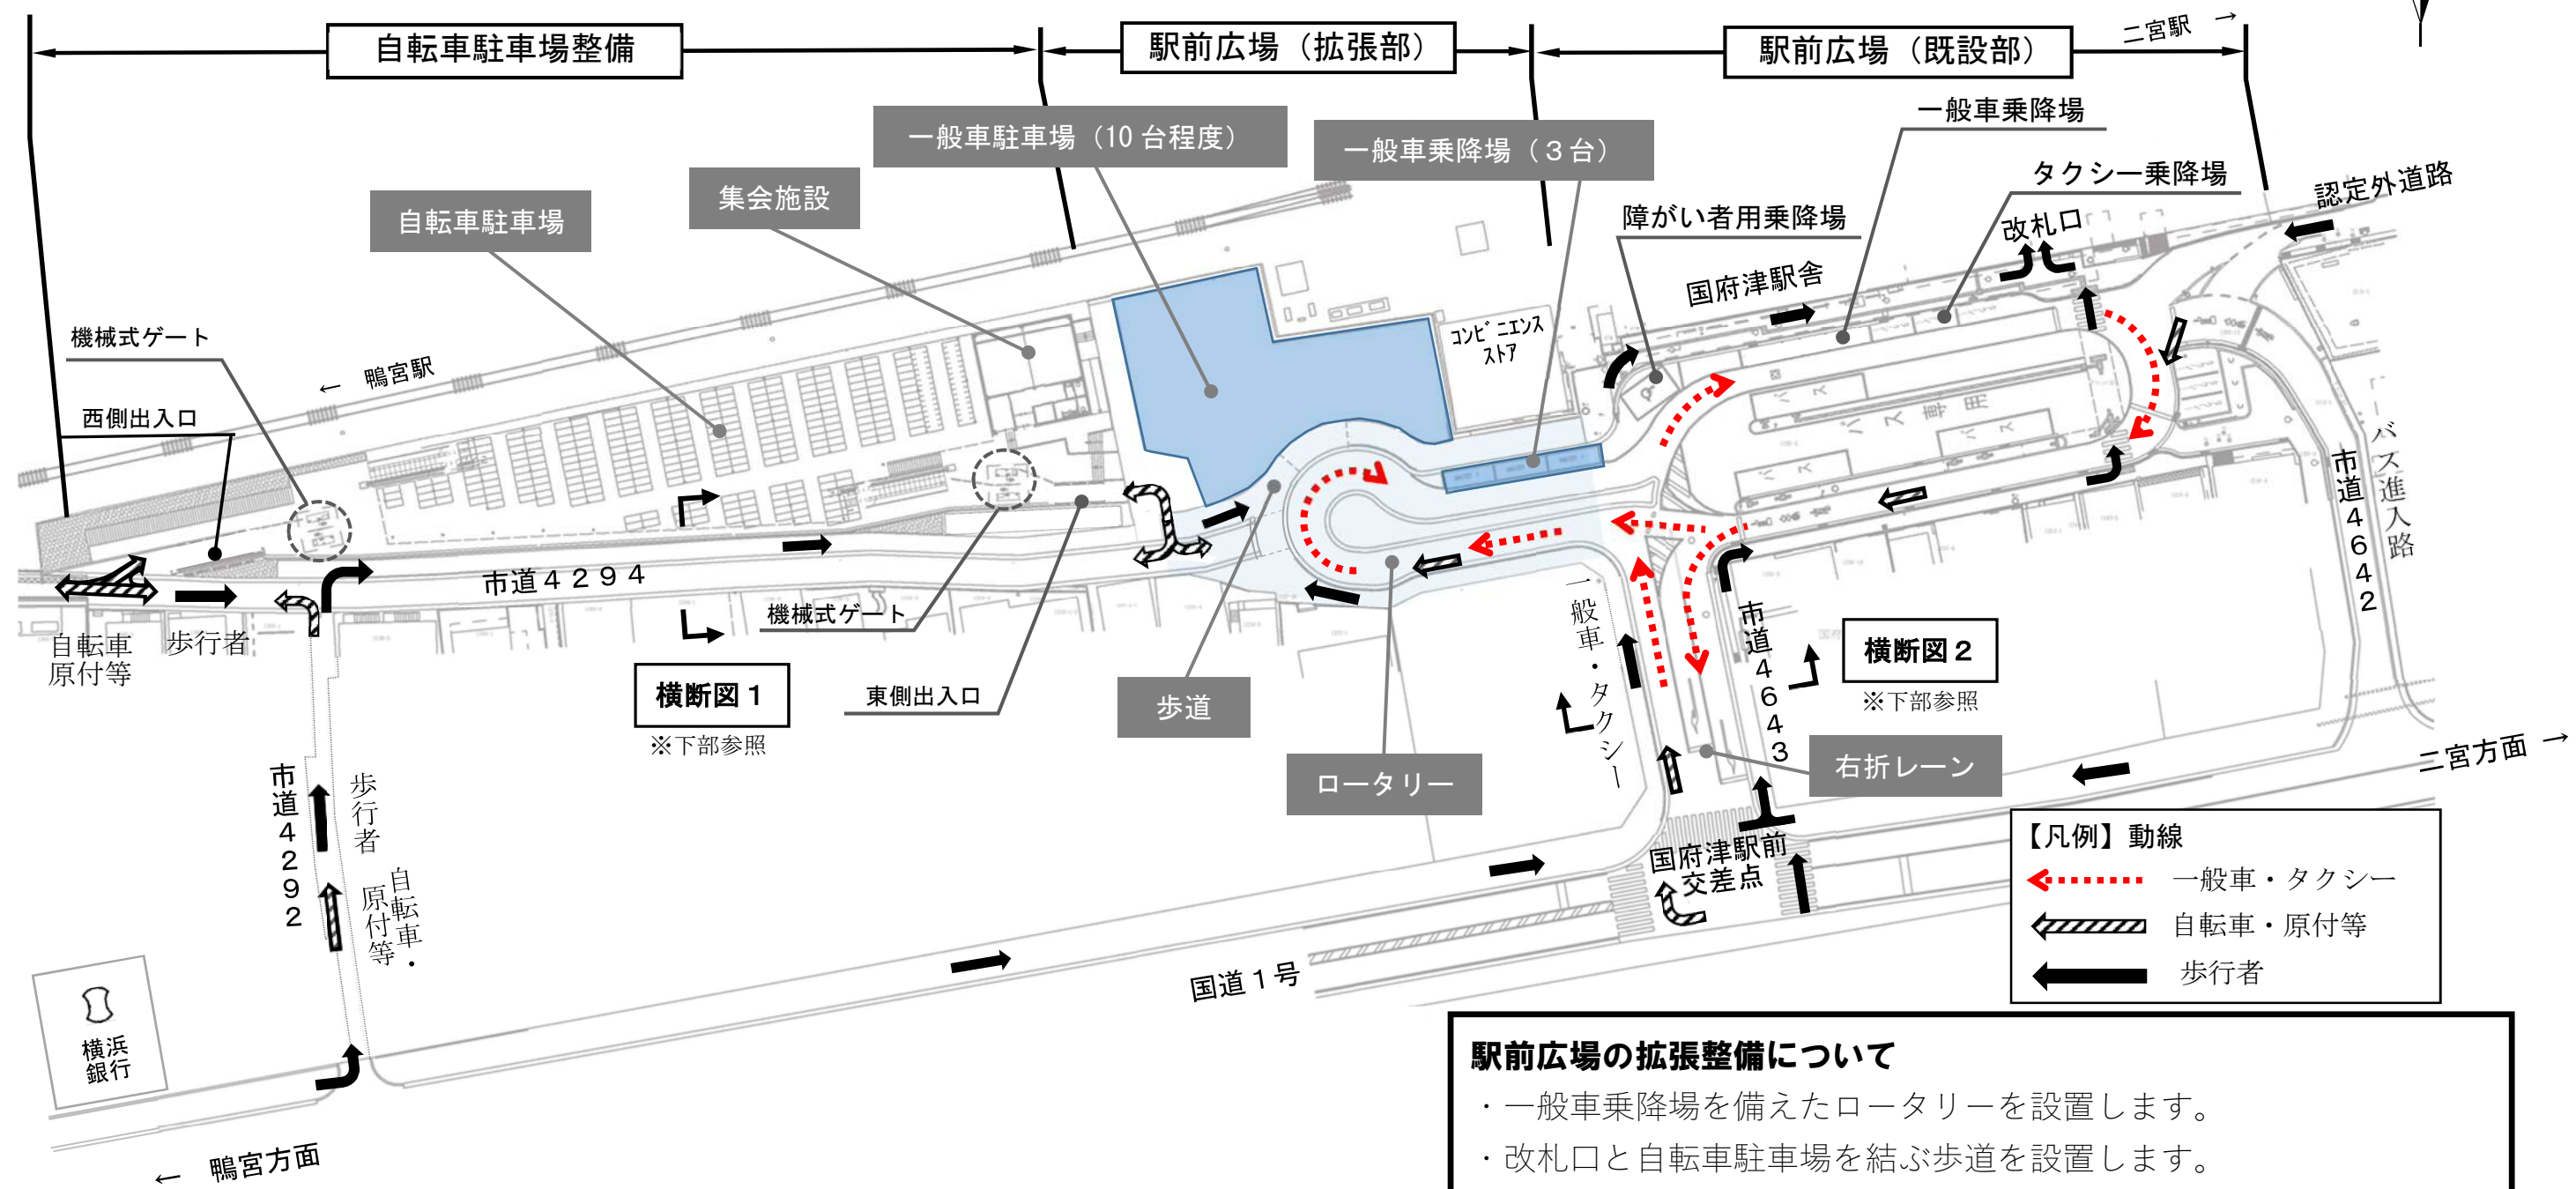 自転車駐車場整備
駅前広場（拡張部）
駅前広場（既設部）
二宮駅 →
一般車駐車場（10 台程度）
一般車乗降場（３台）
一般車乗降場
タクシー乗降場
障がい者用乗降場
認定外道路
改札口
国府津駅舎
集会施設
自転車駐車場
機械式ゲート
← 鴨宮駅
西側出入口
コンビニエンス
ストア
バス専用
バス
バス
バス
バス
市道４６４２
バス進入路
市道４２９４
機械式ゲート
東側出入口
自転車
原付等
歩行者
横断図１
※下部参照
歩道
ロータリー
一般車・タクシー
市道４６４３
横断図２
※下部参照
右折レーン
二宮方面 →
市道４２９２
歩行者
自転車・
原付等
国府津駅前
交差点
国道１号
横浜
銀行
← 鴨宮方面
【凡例】動線
一般車・タクシー
自転車・原付等
歩行者
駅前広場の拡張整備について
・一般車乗降場を備えたロータリーを設置します。
・改札口と自転車駐車場を結ぶ歩道を設置します。